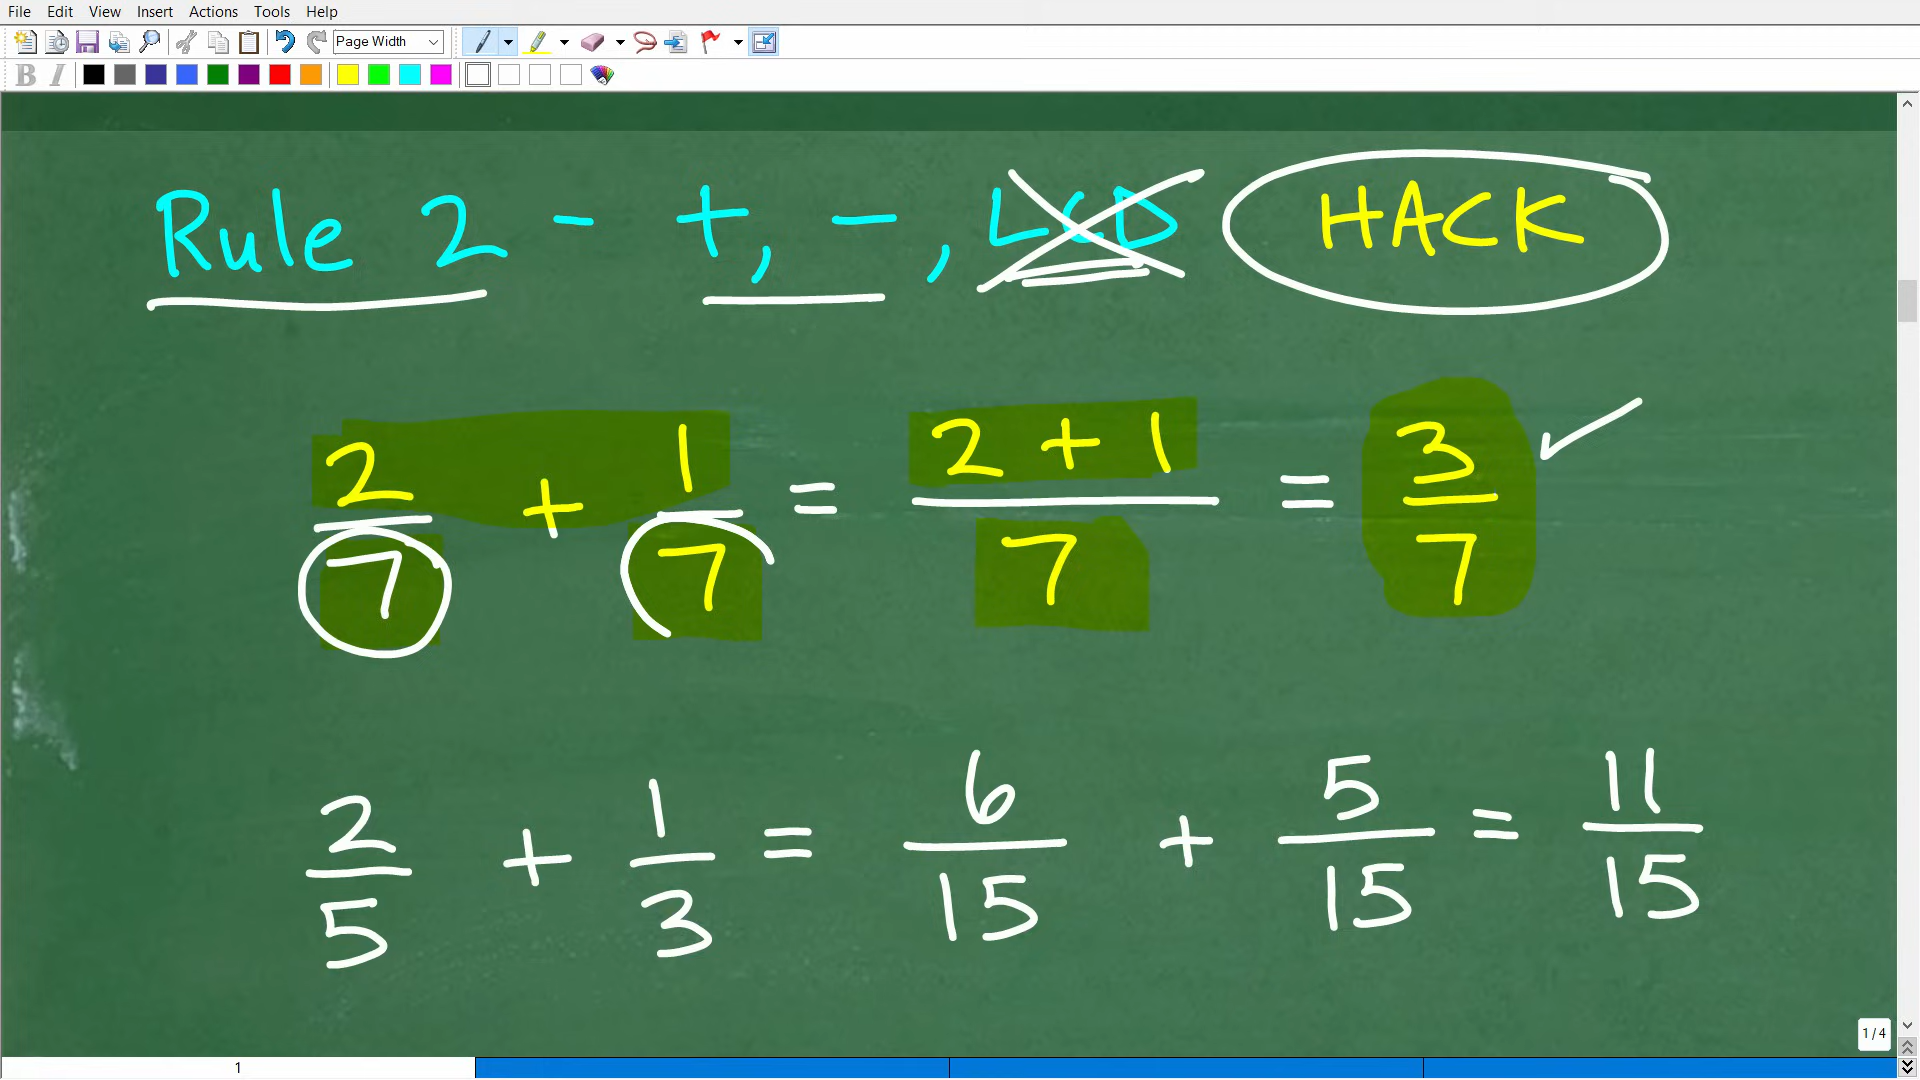 File Edit View Insert Actions Tools Help
Page Width
B I
Rule 2 - +, -, LCD HACK
2/7 + 1/7 = 2 + 1/7 = 3/7
2/5 + 1/3 = 6/15 + 5/15 = 11/15
1/4
1